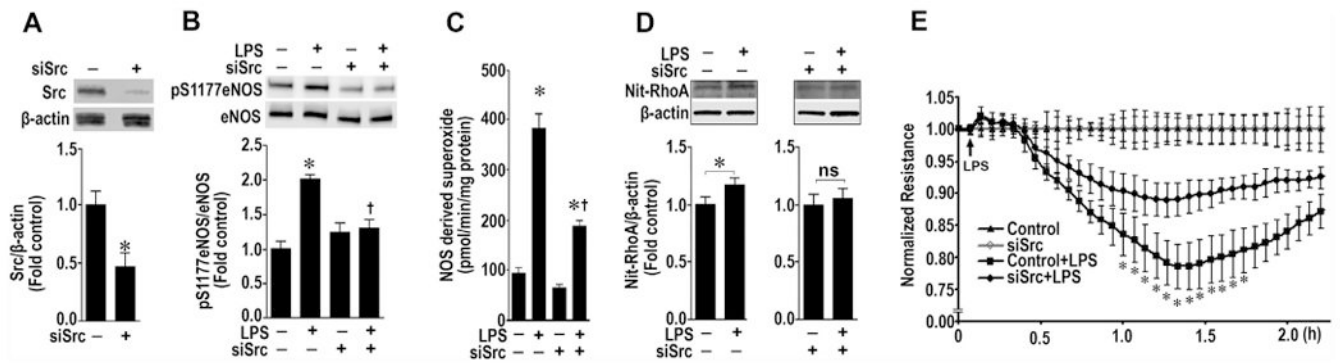 A
siSrc – +
Src
β-actin
1.5
1.0
0.5
0.0
Src/β-actin
(Fold control)
*
siSrc – +
B
LPS – + – +
siSrc – – + +
pS1177eNOS
eNOS
3
2
1
0
pS1177eNOS/eNOS
(Fold control)
*
†
LPS – + – +
siSrc – – + +
C
500
400
300
200
100
0
NOS derived superoxide
(pmol/min/mg protein)
*
*†
LPS – + – +
siSrc – – + +
D
LPS – + – +
siSrc – – + +
Nit-RhoA
β-actin
1.5
1.0
0.5
0.0
Nit-RhoA/β-actin
(Fold control)
*
LPS – +
siSrc – –
1.5
1.0
0.5
0.0
ns
– +
+ +
E
1.05
1.00
0.95
0.90
0.85
0.80
0.75
0.00
Normalized Resistance
LPS
Control
siSrc
Control+LPS
siSrc+LPS
* * * * * * * * * * *
0 0.5 1.0 1.5 2.0 (h)